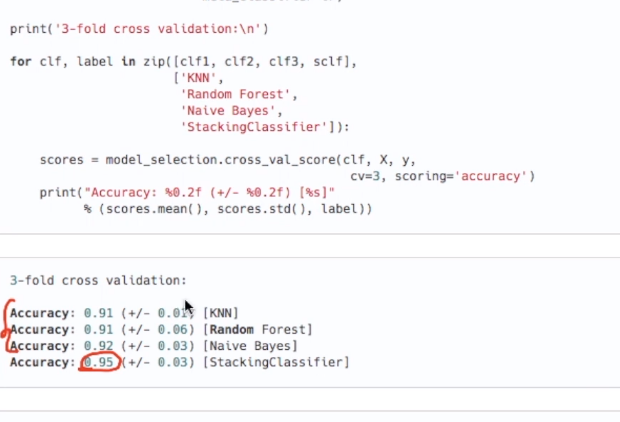 print('3-fold cross validation:\n')
for clf, label in zip([clf1, clf2, clf3, sclf],
['KNN',
'Random Forest',
'Naive Bayes',
'StackingClassifier']):
scores = model_selection.cross_val_score(clf, X, y,
cv=3, scoring='accuracy')
print("Accuracy: %0.2f (+/- %0.2f) [%s]"
% (scores.mean(), scores.std(), label))
3-fold cross validation:
Accuracy: 0.91 (+/- 0.01) [KNN]
Accuracy: 0.91 (+/- 0.06) [Random Forest]
Accuracy: 0.92 (+/- 0.03) [Naive Bayes]
Accuracy: 0.95 (+/- 0.03) [StackingClassifier]